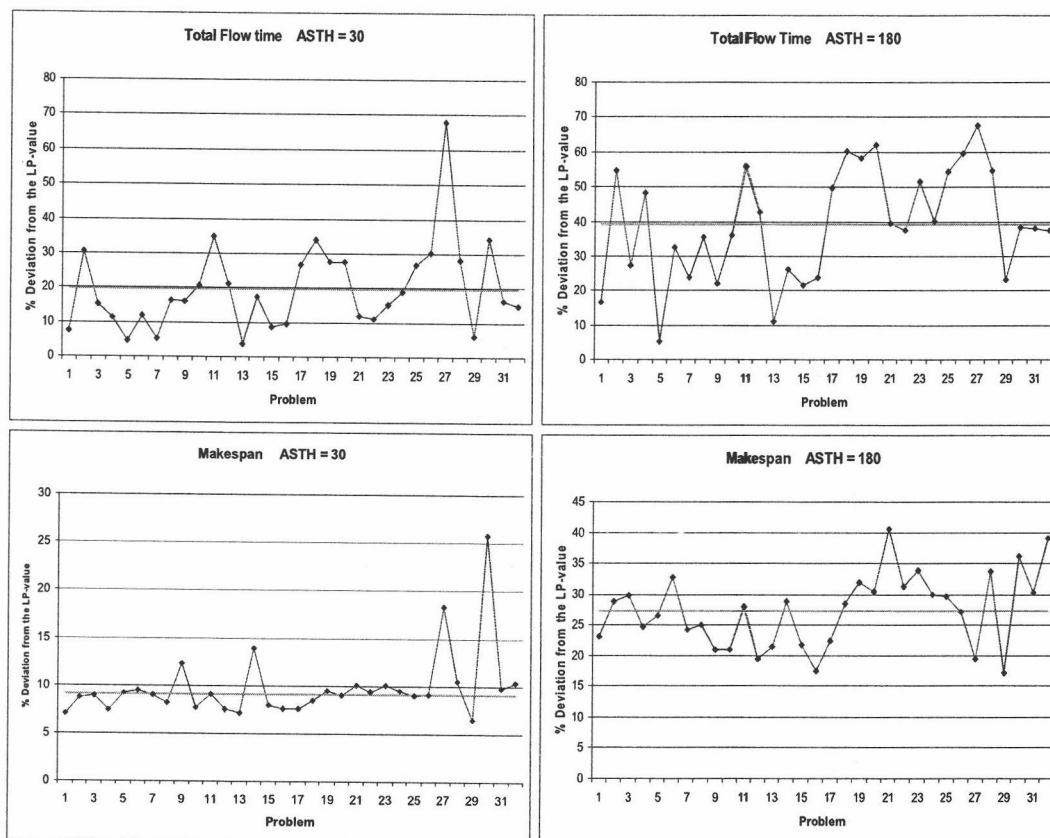 Total Flow time ASTH = 30
% Deviation from the LP-value
80
70
60
50
40
30
20
10
0
1 3 5 7 9 11 13 15 17 19 21 23 25 27 29 31
Problem
Total Flow Time ASTH = 180
% Deviation from the LP-value
80
70
60
50
40
30
20
10
0
1 3 5 7 9 11 13 15 17 19 21 23 25 27 29 31
Problem
Makespan ASTH = 30
% Deviation from the LP-value
30
25
20
15
10
5
0
1 3 5 7 9 11 13 15 17 19 21 23 25 27 29 31
Problem
Makespan ASTH = 180
% Deviation from the LP-value
45
40
35
30
25
20
15
10
5
0
1 3 5 7 9 11 13 15 17 19 21 23 25 27 29 31
Problem